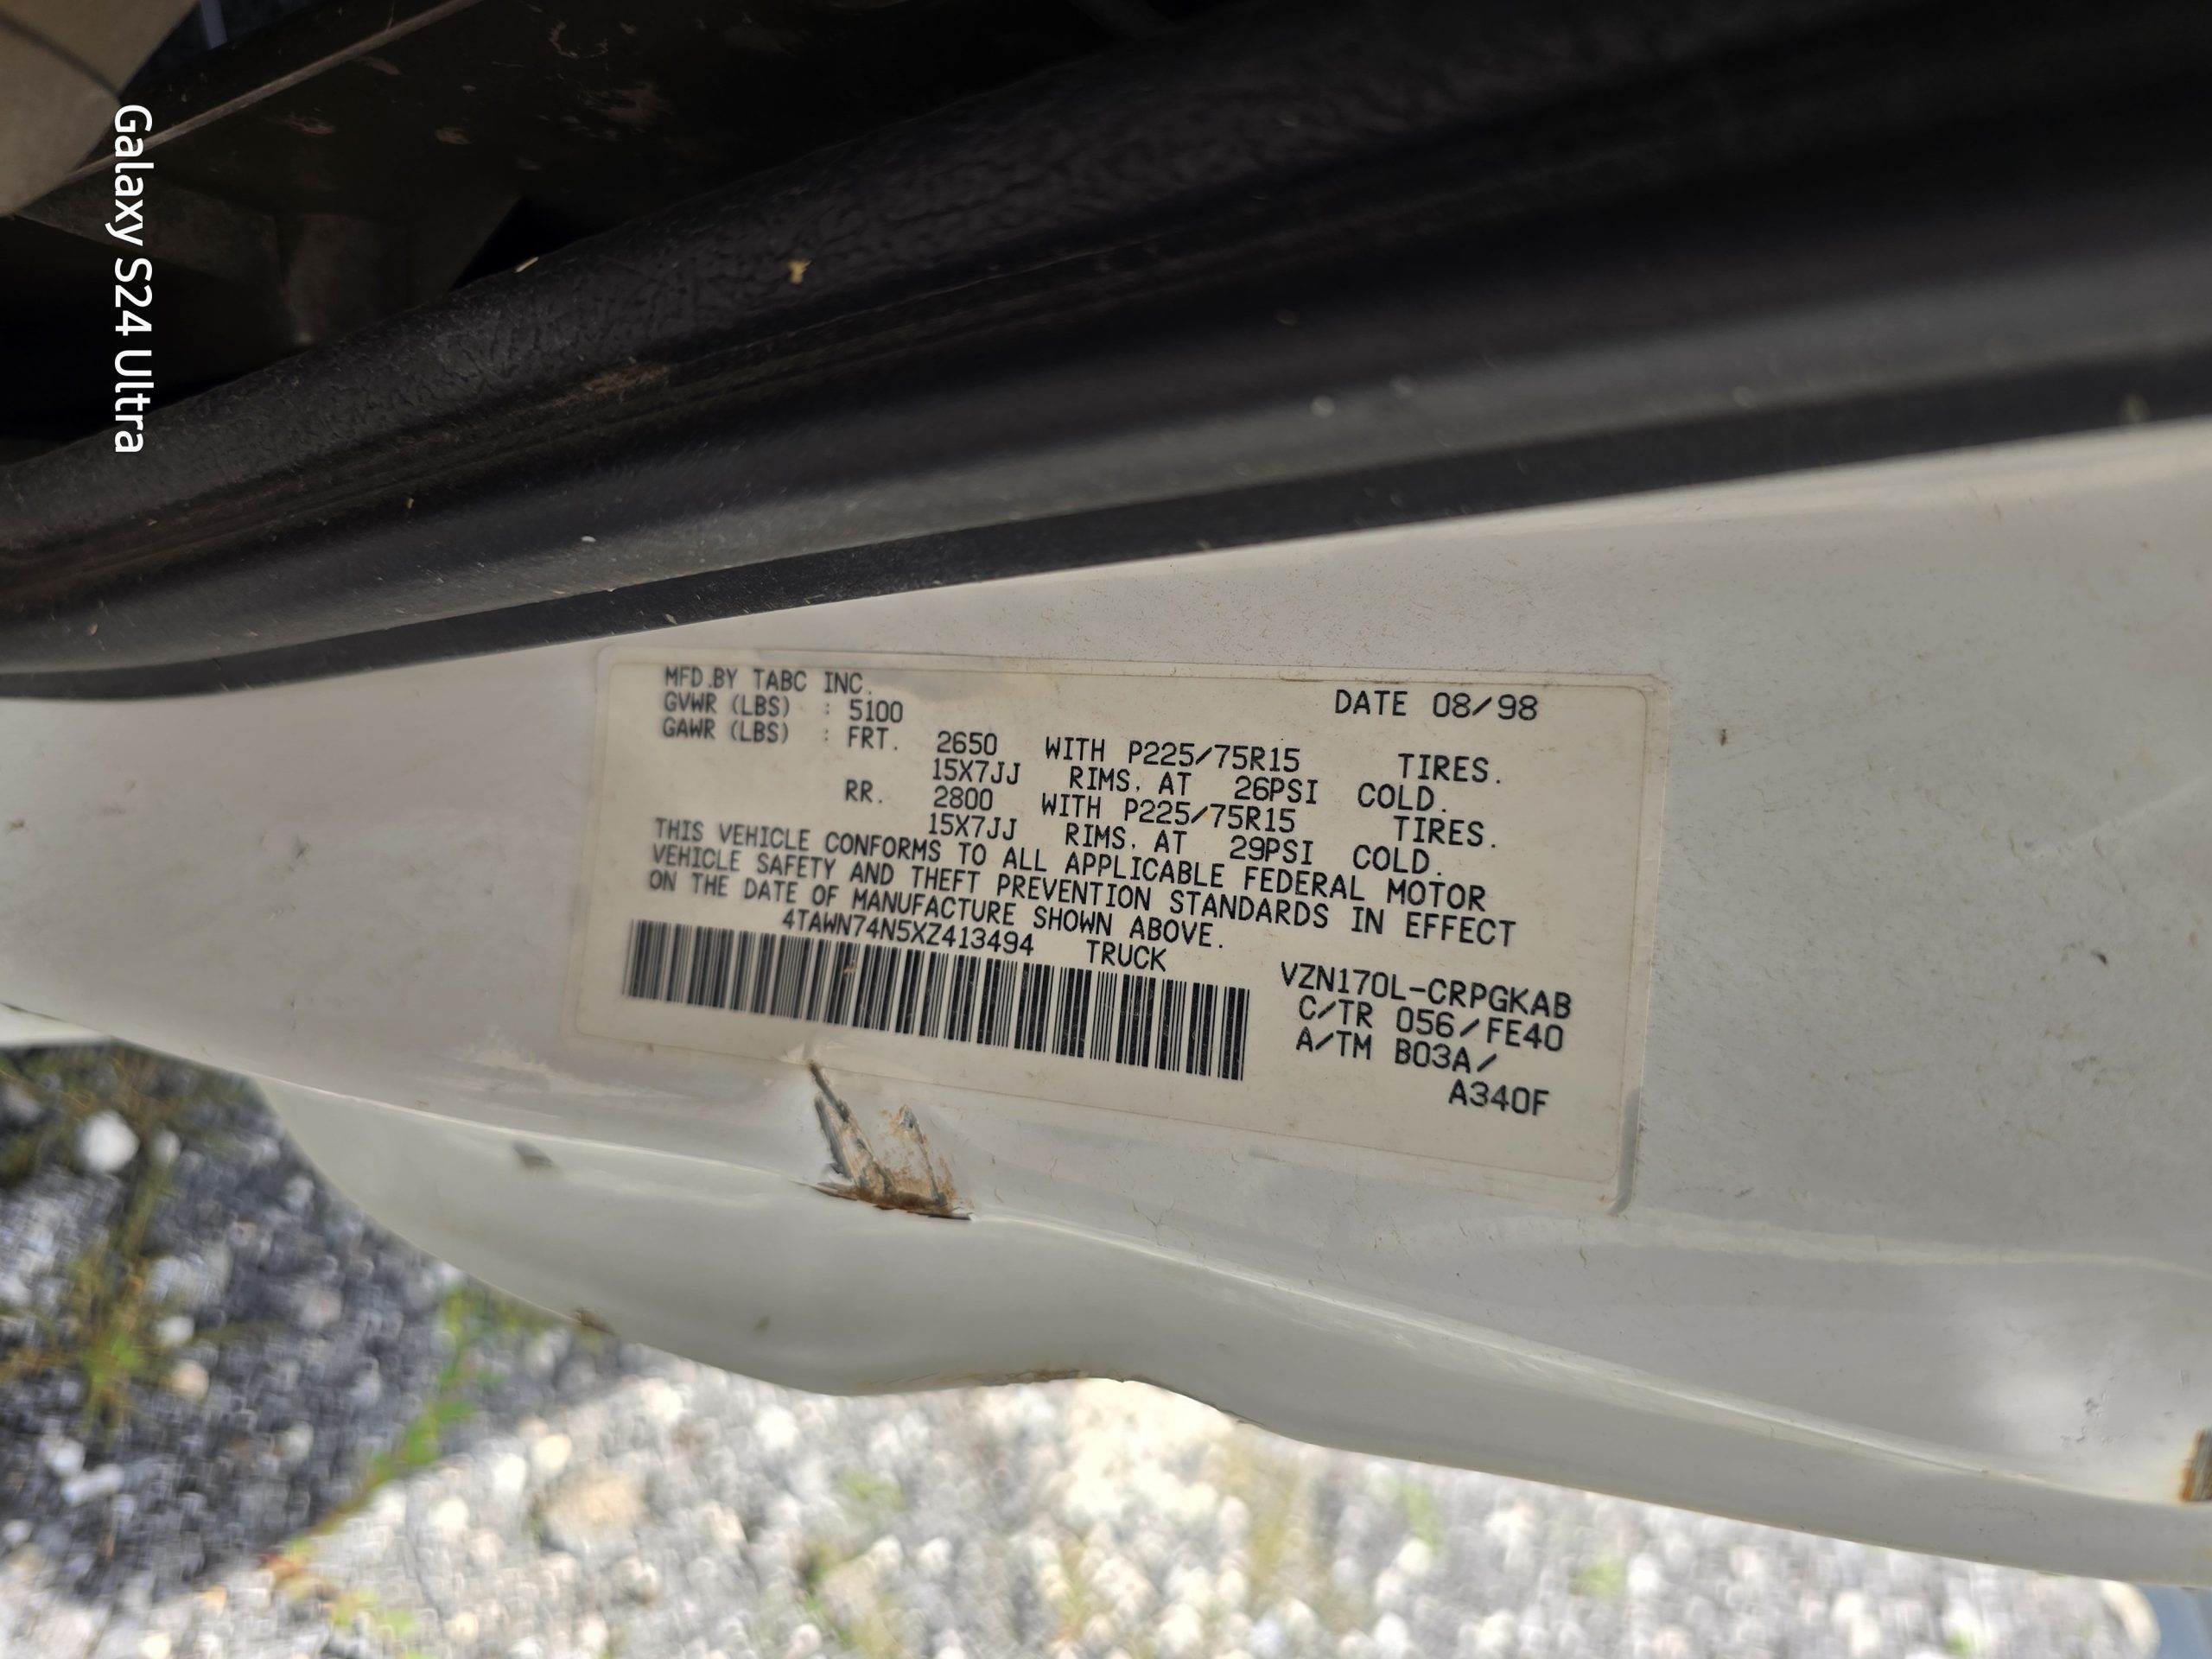 MFD.BY TABC INC.
DATE 08/98
GVWR (LBS) : 5100
GAWR (LBS) : FRT. 2650 WITH P225/75R15 TIRES.
15X7JJ RIMS, AT 26PSI COLD.
RR. 2800 WITH P225/75R15 TIRES.
15X7JJ RIMS, AT 29PSI COLD.
THIS VEHICLE CONFORMS TO ALL APPLICABLE FEDERAL MOTOR
VEHICLE SAFETY AND THEFT PREVENTION STANDARDS IN EFFECT
ON THE DATE OF MANUFACTURE SHOWN ABOVE.
4TAWN74N5XZ413494 TRUCK
VZN170L-CRPGKAB
C/TR 056/FE40
A/TM B03A/
A340F
Galaxy S24 Ultra